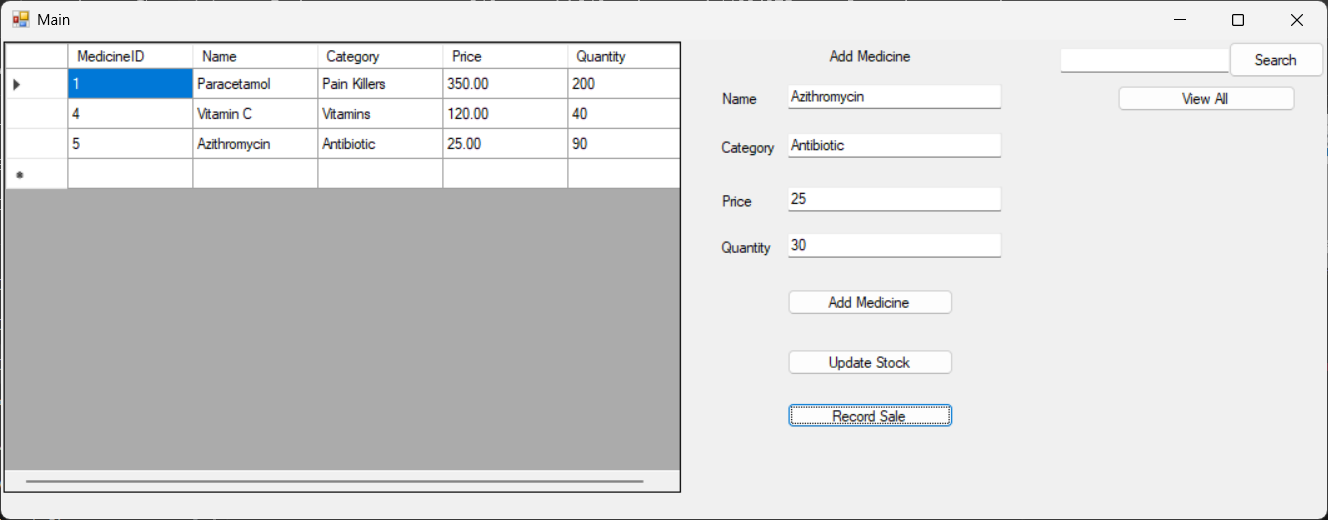 Main
MedicineID Name Category Price Quantity
1 Paracetamol Pain Killers 350.00 200
4 Vitamin C Vitamins 120.00 40
5 Azithromycin Antibiotic 25.00 90
Add Medicine
Search
View All
Name Azithromycin
Category Antibiotic
Price 25
Quantity 30
Add Medicine
Update Stock
Record Sale